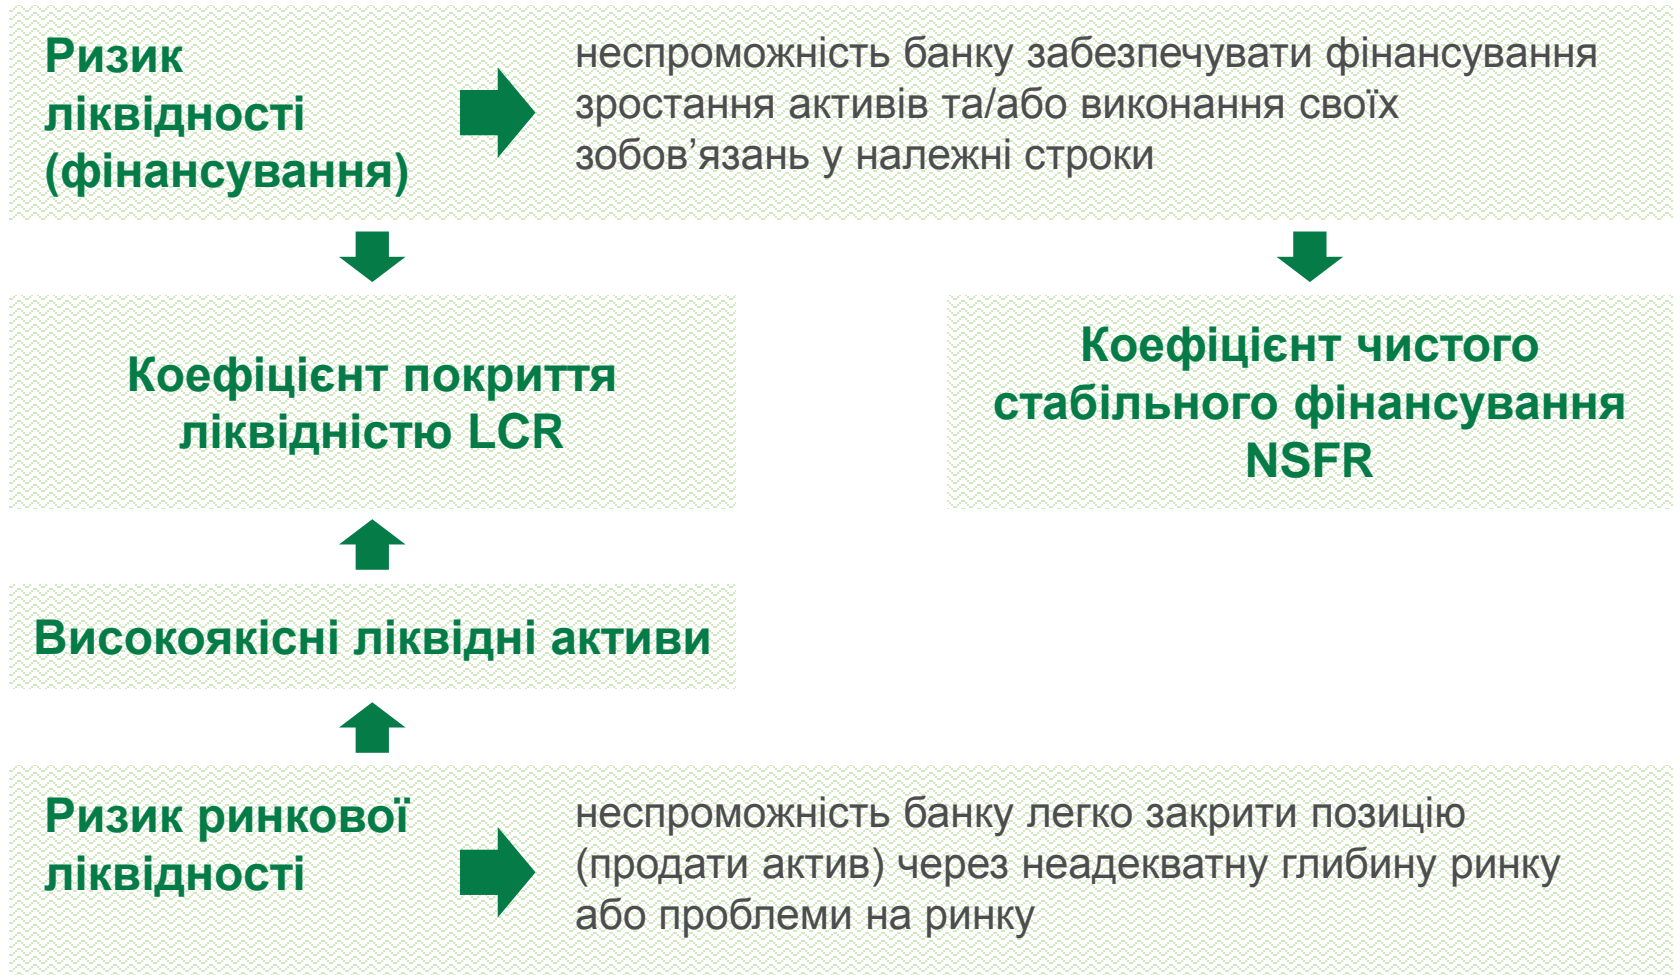 Ризик
ліквідності
(фінансування)
неспроможність банку забезпечувати фінансування
зростання активів та/або виконання своїх
зобов’язань у належні строки
Коефіцієнт покриття
ліквідністю LCR
Коефіцієнт чистого
стабільного фінансування
NSFR
Високоякісні ліквідні активи
Ризик ринкової
ліквідності
неспроможність банку легко закрити позицію
(продати актив) через неадекватну глибину ринку
або проблеми на ринку